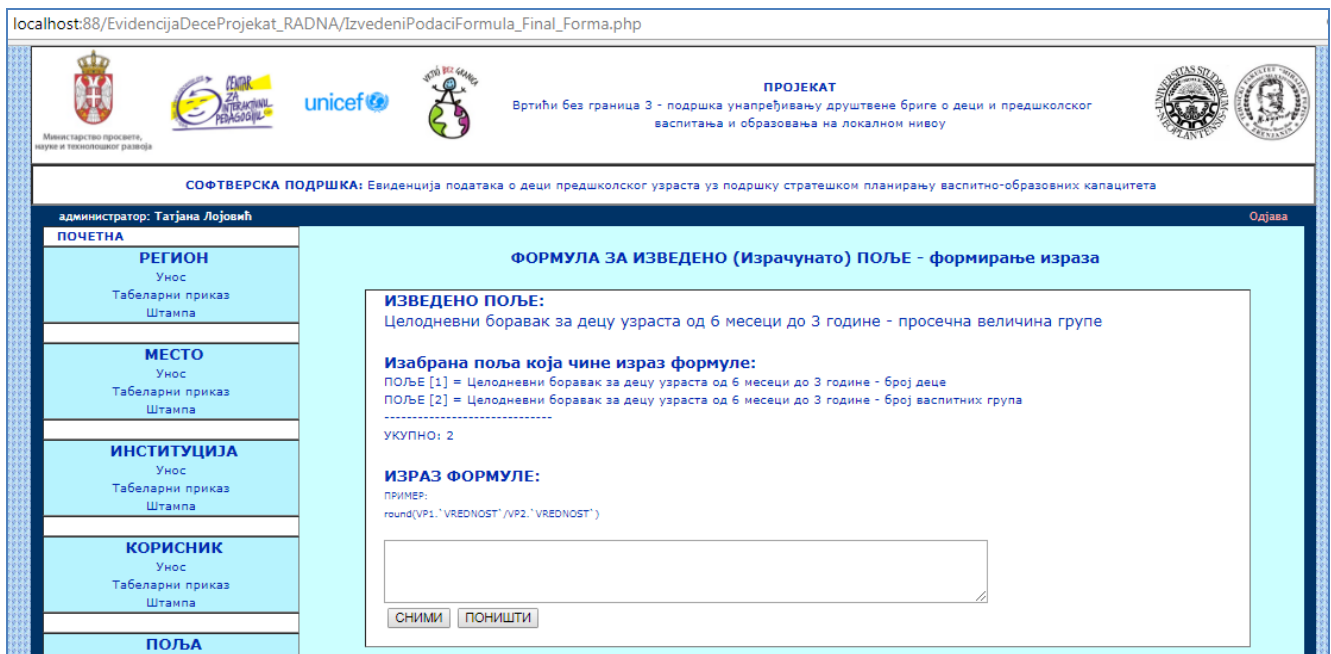 localhost:88/EvidencijaDeceProjekat_RADNA/IzvedeniPodaciFormula_Final_Forma.php
Министарство просвете,
науке и технолошког развоја
CENTAR
ZA
INTERAKTIVNU
PEDAGOGIJU
unicef
VRTIĆI BEZ GRANICA
ПРОЈЕКАТ
Вртићи без граница 3 - подршка унапређивању друштвене бриге о деци и предшколског
васпитања и образовања на локалном нивоу
СОФТВЕРСКА ПОДРШКА: Евиденција података о деци предшколског узраста уз подршку стратешком планирању васпитно-образовних капацитета
администратор: Татјана Лојовић
Одјава
ПОЧЕТНА
РЕГИОН
Унос
Табеларни приказ
Штампа
МЕСТО
Унос
Табеларни приказ
Штампа
ИНСТИТУЦИЈА
Унос
Табеларни приказ
Штампа
КОРИСНИК
Унос
Табеларни приказ
Штампа
ПОЉА
ФОРМУЛА ЗА ИЗВЕДЕНО (Израчунато) ПОЉЕ - формирање израза
ИЗВЕДЕНО ПОЉЕ:
Целодневни боравак за децу узраста од 6 месеци до 3 године - просечна величина групе
Изабрана поља која чине израз формуле:
ПОЉЕ [1] = Целодневни боравак за децу узраста од 6 месеци до 3 године - број деце
ПОЉЕ [2] = Целодневни боравак за децу узраста од 6 месеци до 3 године - број васпитних група
------------------------------
УКУПНО: 2
ИЗРАЗ ФОРМУЛЕ:
ПРИМЕР:
round(VP1.`VREDNOST`/VP2.`VREDNOST`)
СНИМИ
ПОНИШТИ